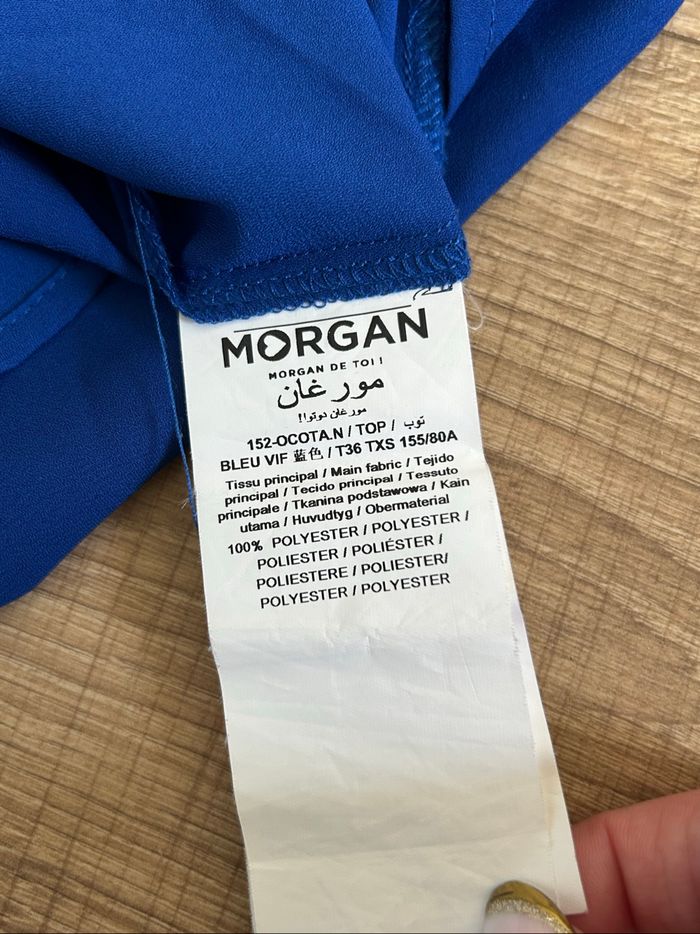 MORGAN
MORGAN DE TOI !
مورغان
مورغان دوتوا!
152-OCOTA.N / TOP / توب
BLEU VIF 蓝色 / T36 TXS 155/80A
Tissu principal / Main fabric / Tejido
principal / Tecido principal / Tessuto
principale / Tkanina podstawowa / Kain
utama / Huvudtyg / Obermaterial
100% POLYESTER / POLYESTER /
POLIESTER / POLIÉSTER /
POLIESTERE / POLIESTER/
POLYESTER / POLYESTER